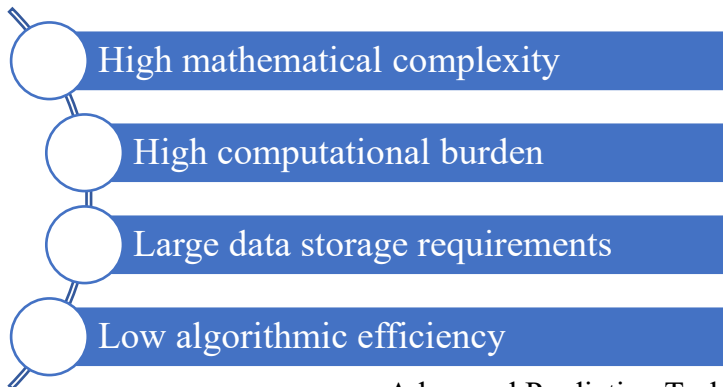 High mathematical complexity
High computational burden
Large data storage requirements
Low algorithmic efficiency